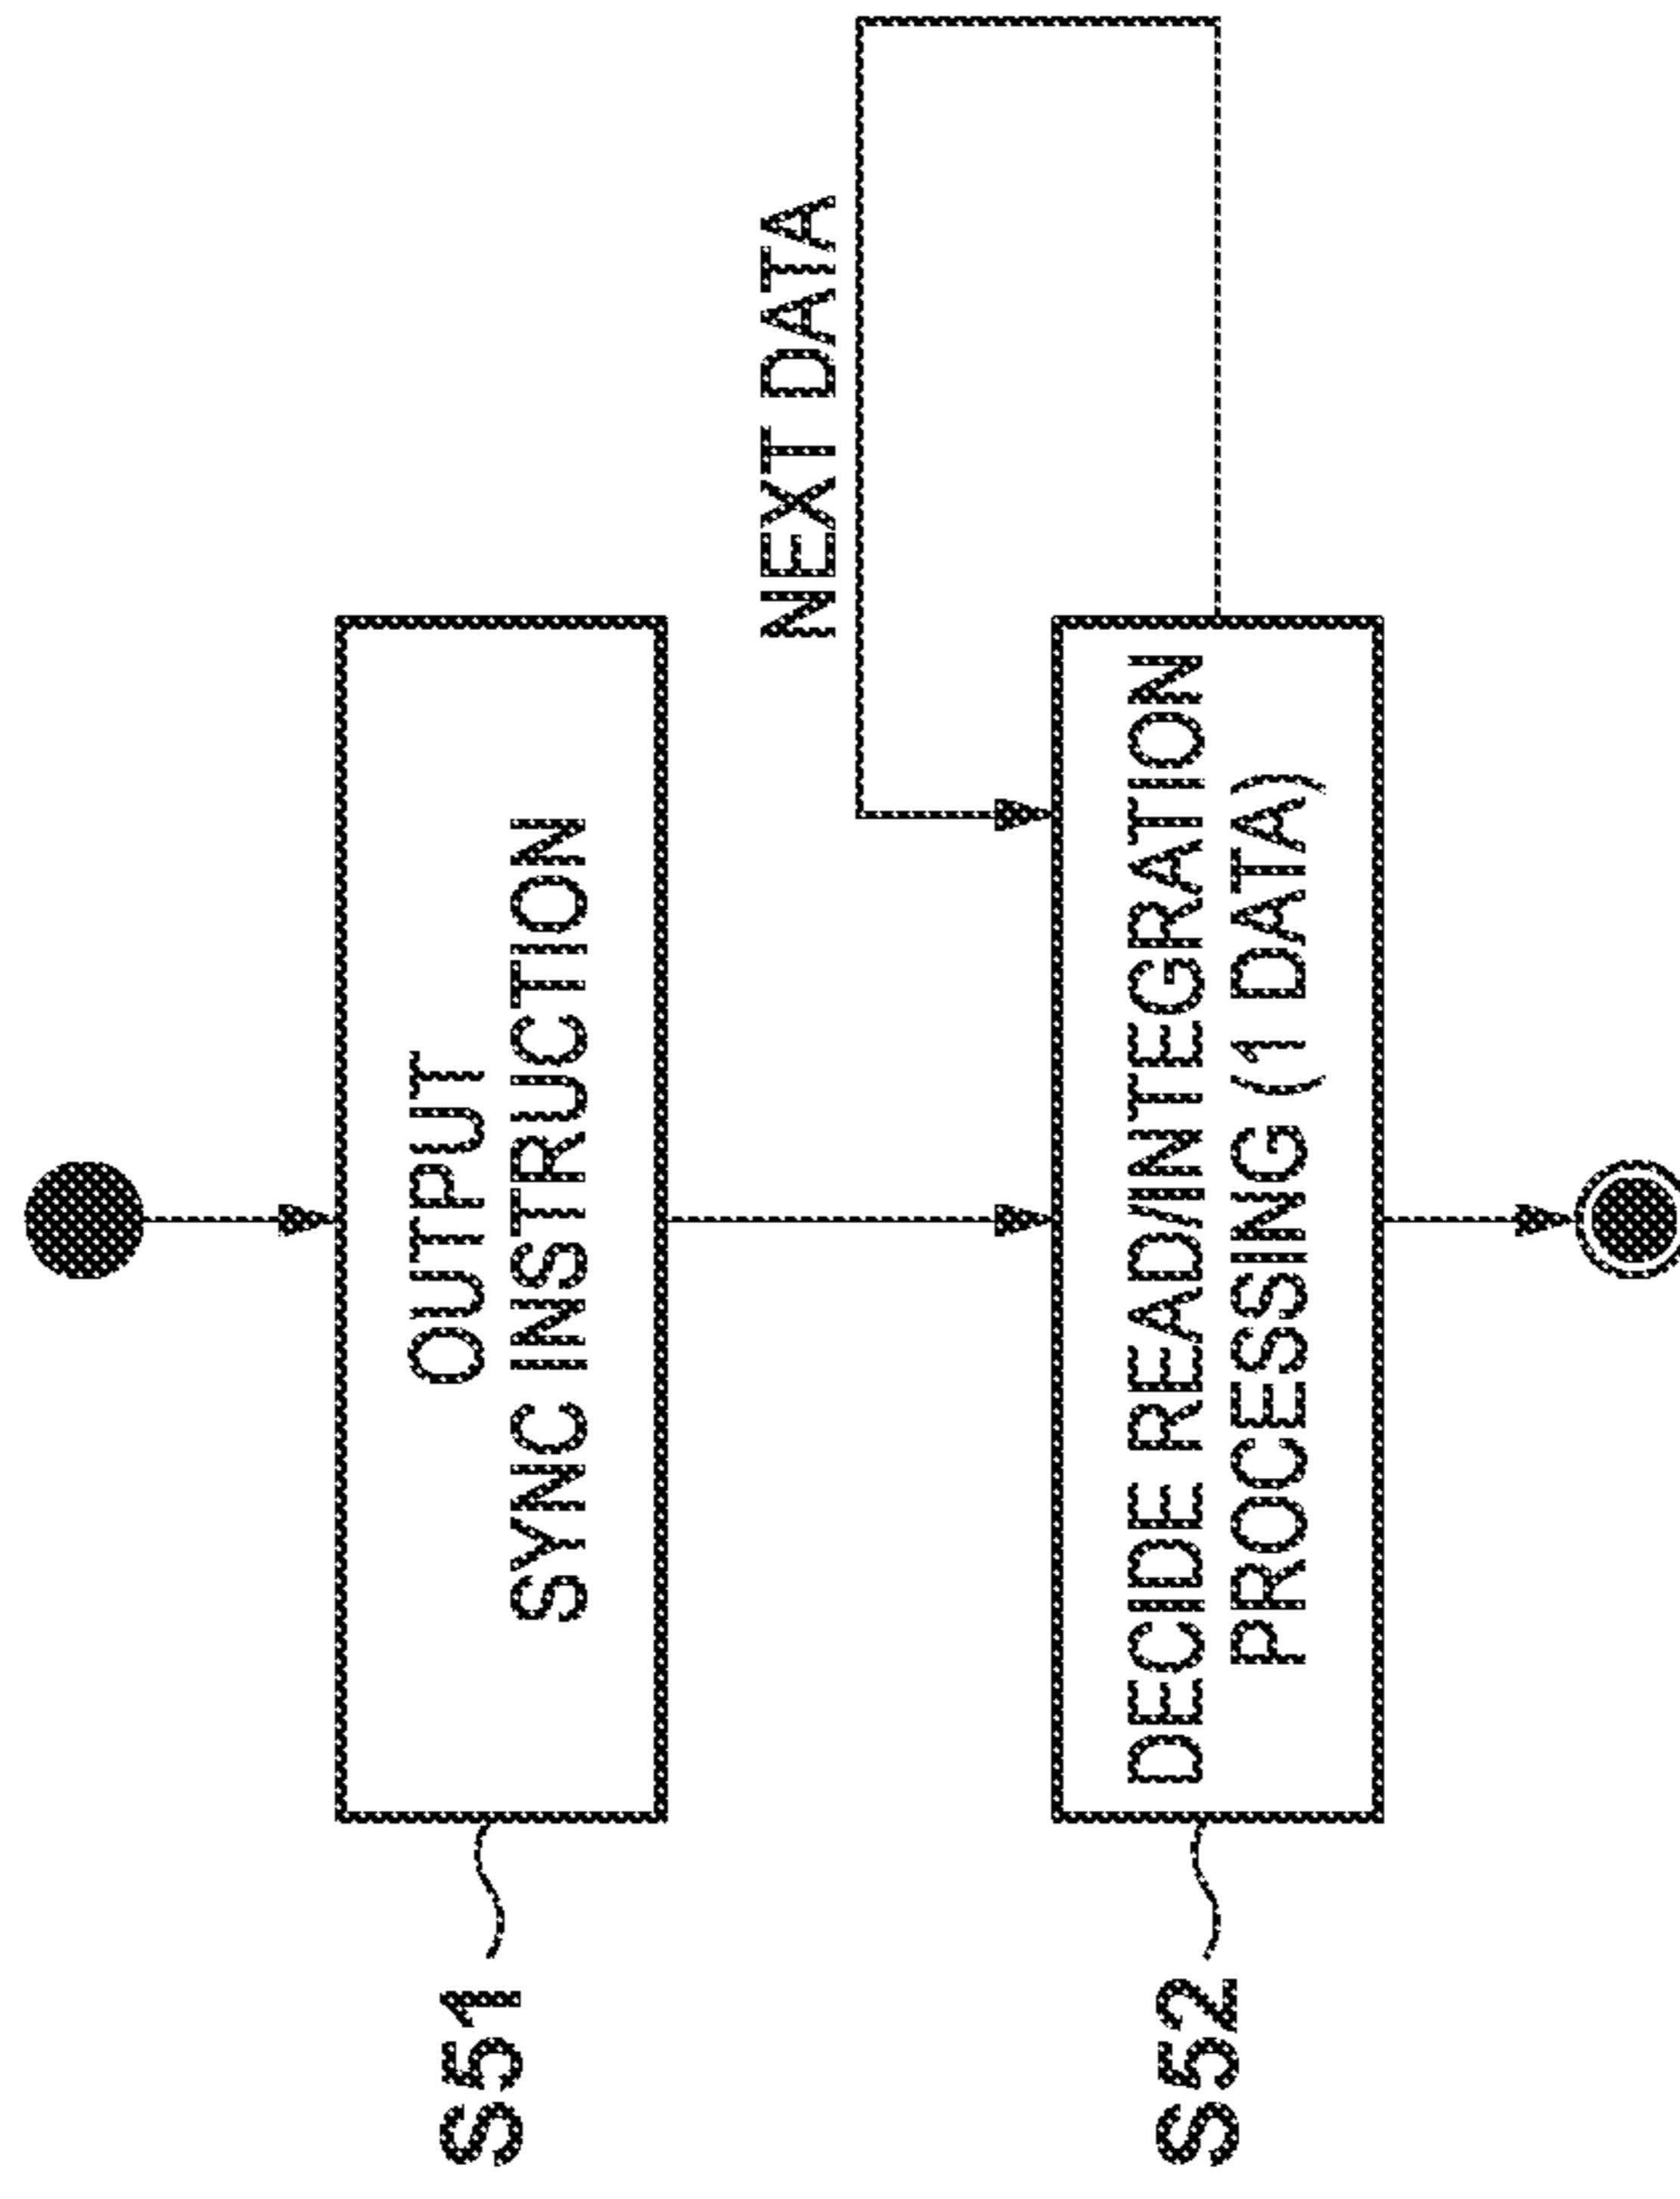 S51
OUTPUT
SYNC INSTRUCTION
NEXT DATA
S52
DECIDE READ/INTEGRATION
PROCESSING (1 DATA)